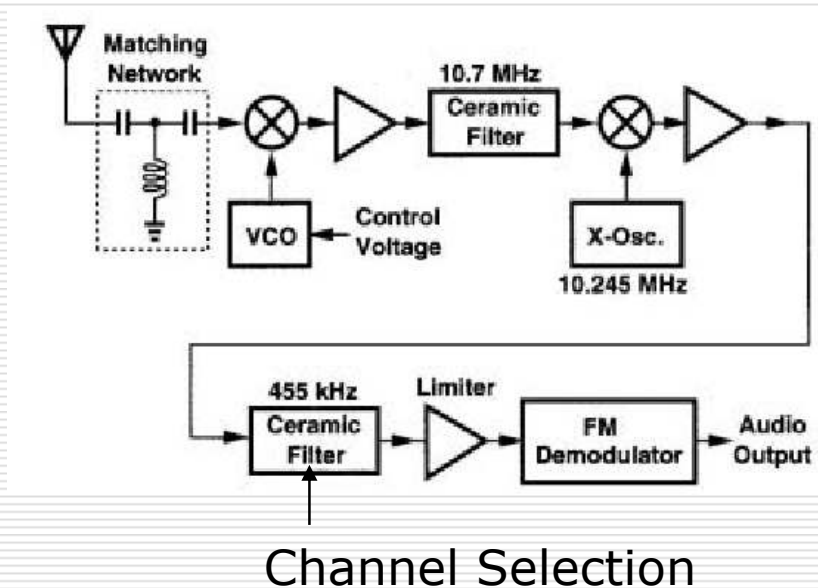 Matching
Network
10.7 MHz
Ceramic
Filter
VCO
Control
Voltage
X-Osc.
10.245 MHz
455 kHz
Ceramic
Filter
Limiter
FM
Demodulator
Audio
Output
Channel Selection